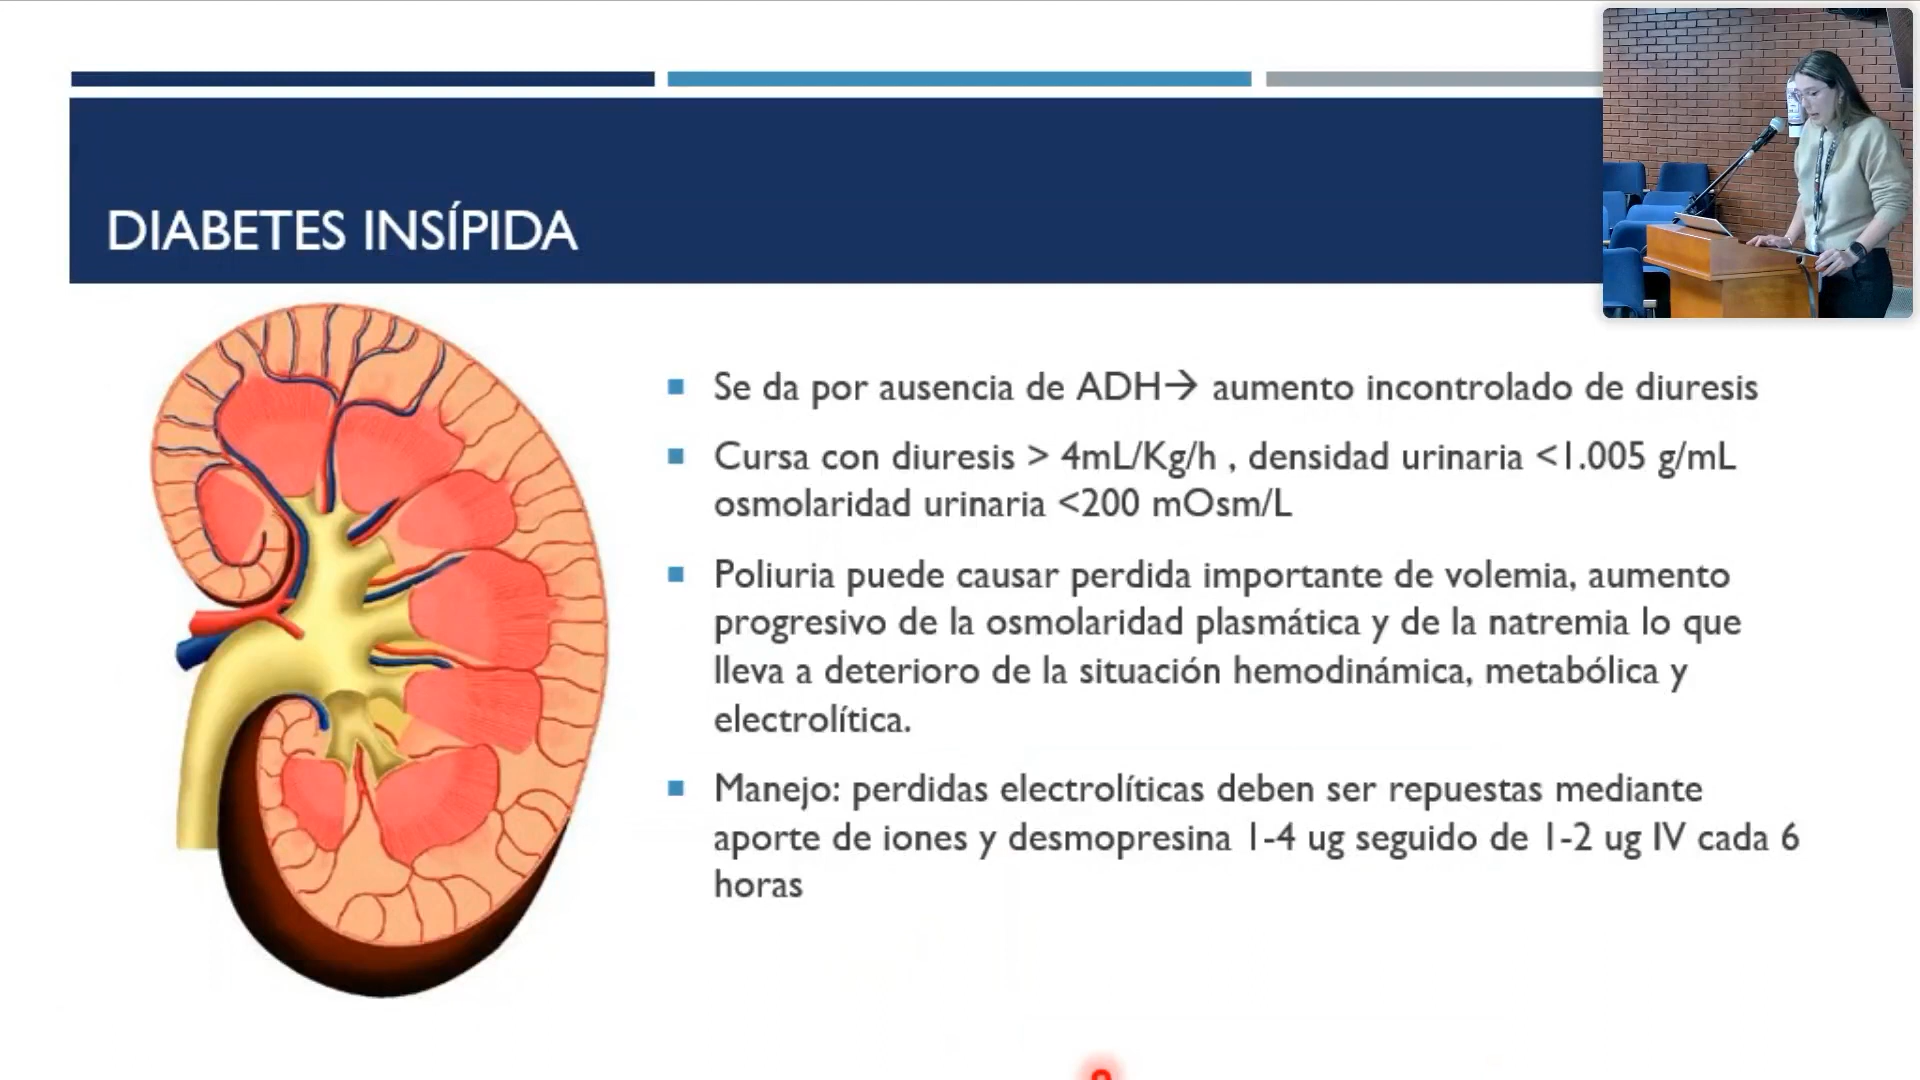 DIABETES INSÍPIDA
Se da por ausencia de ADH→ aumento incontrolado de diuresis
Cursa con diuresis > 4mL/Kg/h , densidad urinaria <1.005 g/mL
osmolaridad urinaria <200 mOsm/L
Poliuria puede causar perdida importante de volemia, aumento
progresivo de la osmolaridad plasmática y de la natremia lo que
lleva a deterioro de la situación hemodinámica, metabólica y
electrolítica.
Manejo: perdidas electrolíticas deben ser repuestas mediante
aporte de iones y desmopresina 1-4 ug seguido de 1-2 ug IV cada 6
horas